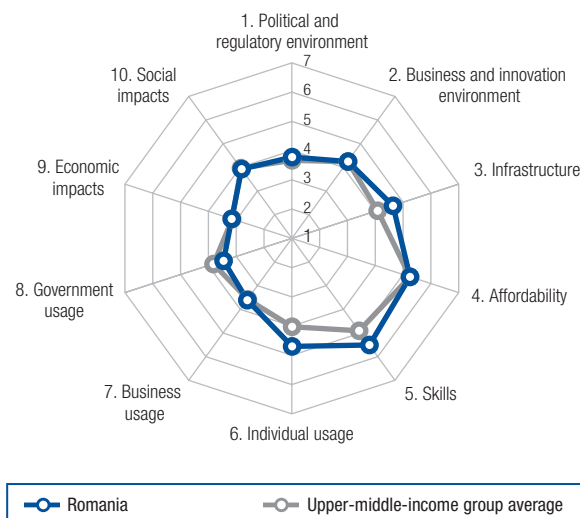 1. Political and
regulatory environment
2. Business and innovation
environment
3. Infrastructure
4. Affordability
5. Skills
6. Individual usage
7. Business
usage
8. Government
usage
9. Economic
impacts
10. Social
impacts
7
6
5
4
3
2
1
Romania
Upper-middle-income group average